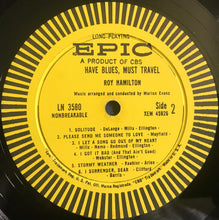 LONG-PLAYING
EPIC
A PRODUCT OF CBS
HAVE BLUES, MUST TRAVEL
ROY HAMILTON
Music arranged and conducted by Marion Evans
LN 3580 Side 2
NONBREAKABLE XEM 43926
1. SOLITUDE - DeLange - Mills - Ellington
2. PLEASE SEND ME SOMEONE TO LOVE - Mayfield
3. I LET A SONG GO OUT OF MY HEART
Mills - Nemo - Redmond - Ellington
4. I GOT IT BAD (And That Ain't Good)
Webster - Ellington
5. STORMY WEATHER - Koehler - Arlen
6. I SURRENDER, DEAR - Clifford -
Barris